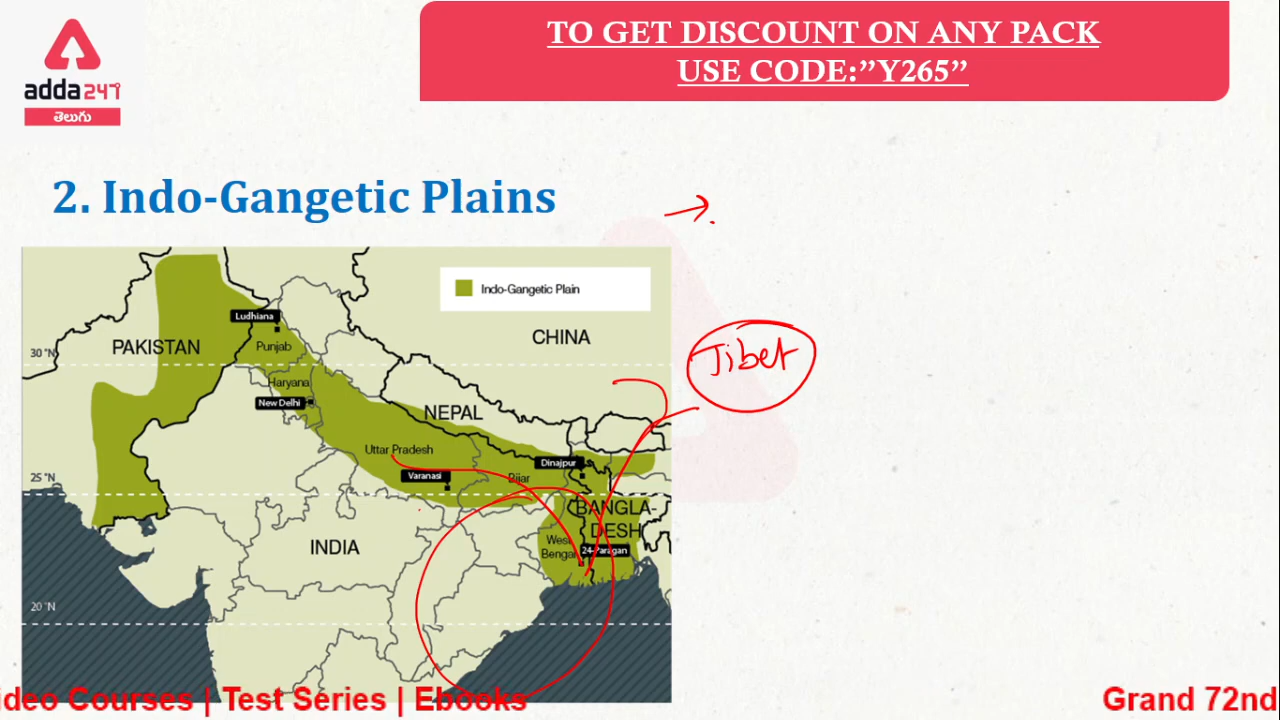 TO GET DISCOUNT ON ANY PACK
USE CODE:”Y265”
adda247
తెలుగు
2. Indo-Gangetic Plains
Indo-Gangetic Plain
Ludhiana
PAKISTAN
Punjab
CHINA
30 °N
Tibet
Haryana
New Delhi
NEPAL
Uttar Pradesh
Dinajpur
25 °N
Varanasi
Bihar
BANGLA-
DESH
INDIA
West
Bengal
24-Paragan
20 °N
ideo Courses | Test Series | Ebooks
Grand 72nd